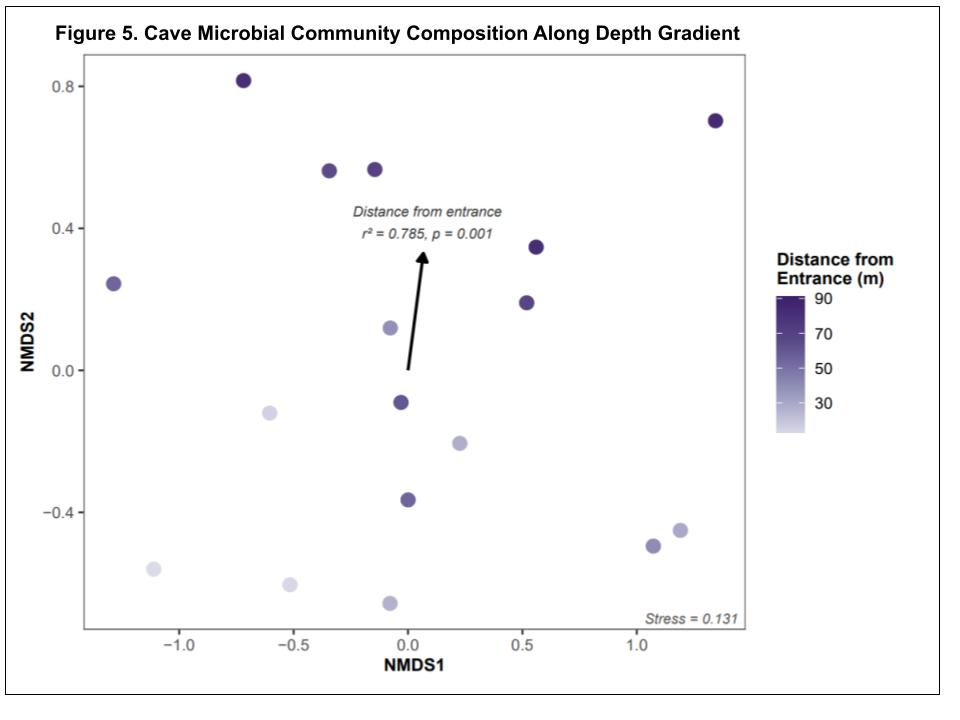 Figure 5. Cave Microbial Community Composition Along Depth Gradient
0.8
0.4
0.0
−0.4
NMDS2
Distance from entrance
r² = 0.785, p = 0.001
Stress = 0.131
−1.0
−0.5
0.0
0.5
1.0
NMDS1
Distance from
Entrance (m)
90
70
50
30